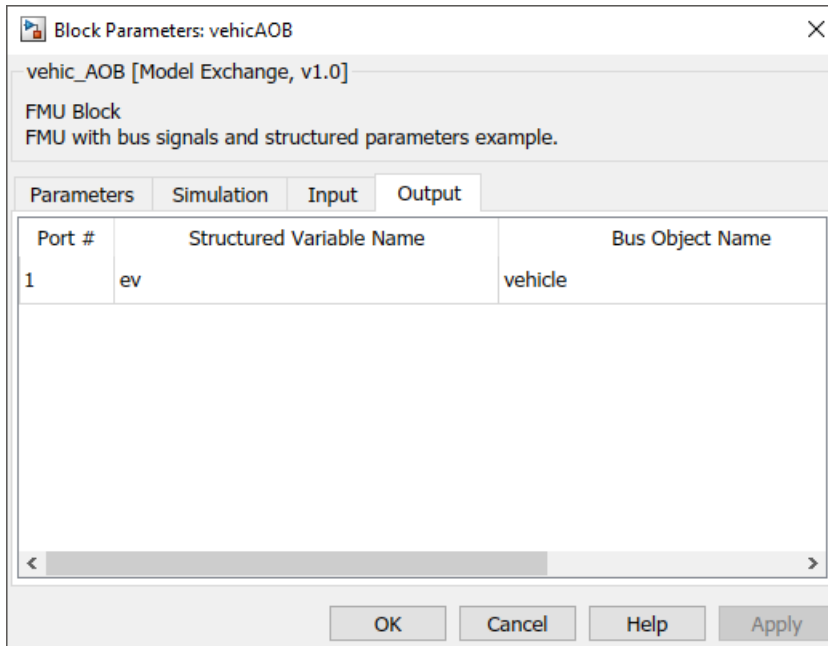 Block Parameters: vehicAOB
vehic_AOB [Model Exchange, v1.0]
FMU Block
FMU with bus signals and structured parameters example.
Parameters Simulation Input Output
Port # Structured Variable Name Bus Object Name
1 ev vehicle
OK Cancel Help Apply